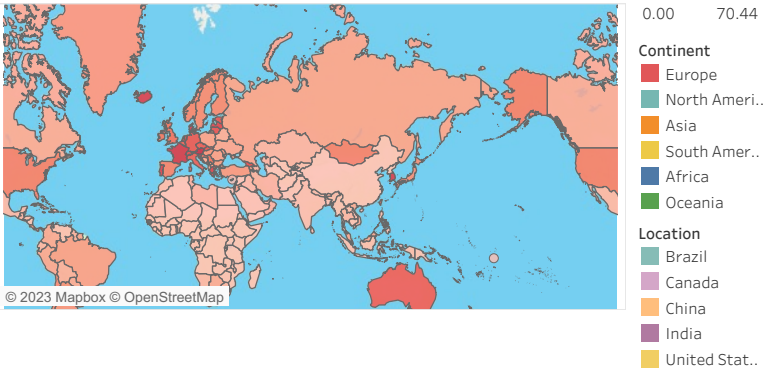 0.00 70.44
Continent
Europe
North Ameri..
Asia
South Amer..
Africa
Oceania
Location
Brazil
Canada
China
India
United Stat..
© 2023 Mapbox © OpenStreetMap